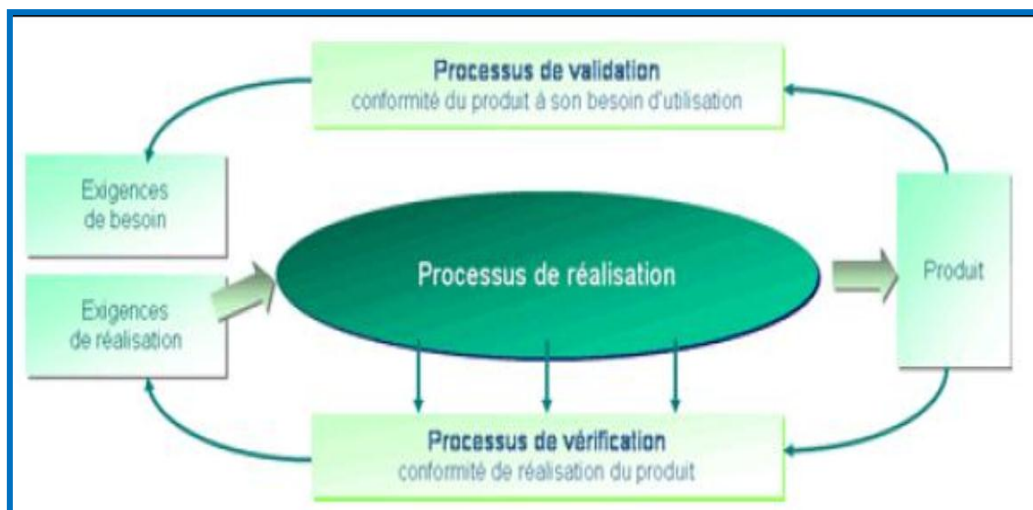 Processus de validation
conformité du produit à son besoin d'utilisation
Exigences
de besoin
Processus de réalisation
Produit
Exigences
de réalisation
Processus de vérification
conformité de réalisation du produit